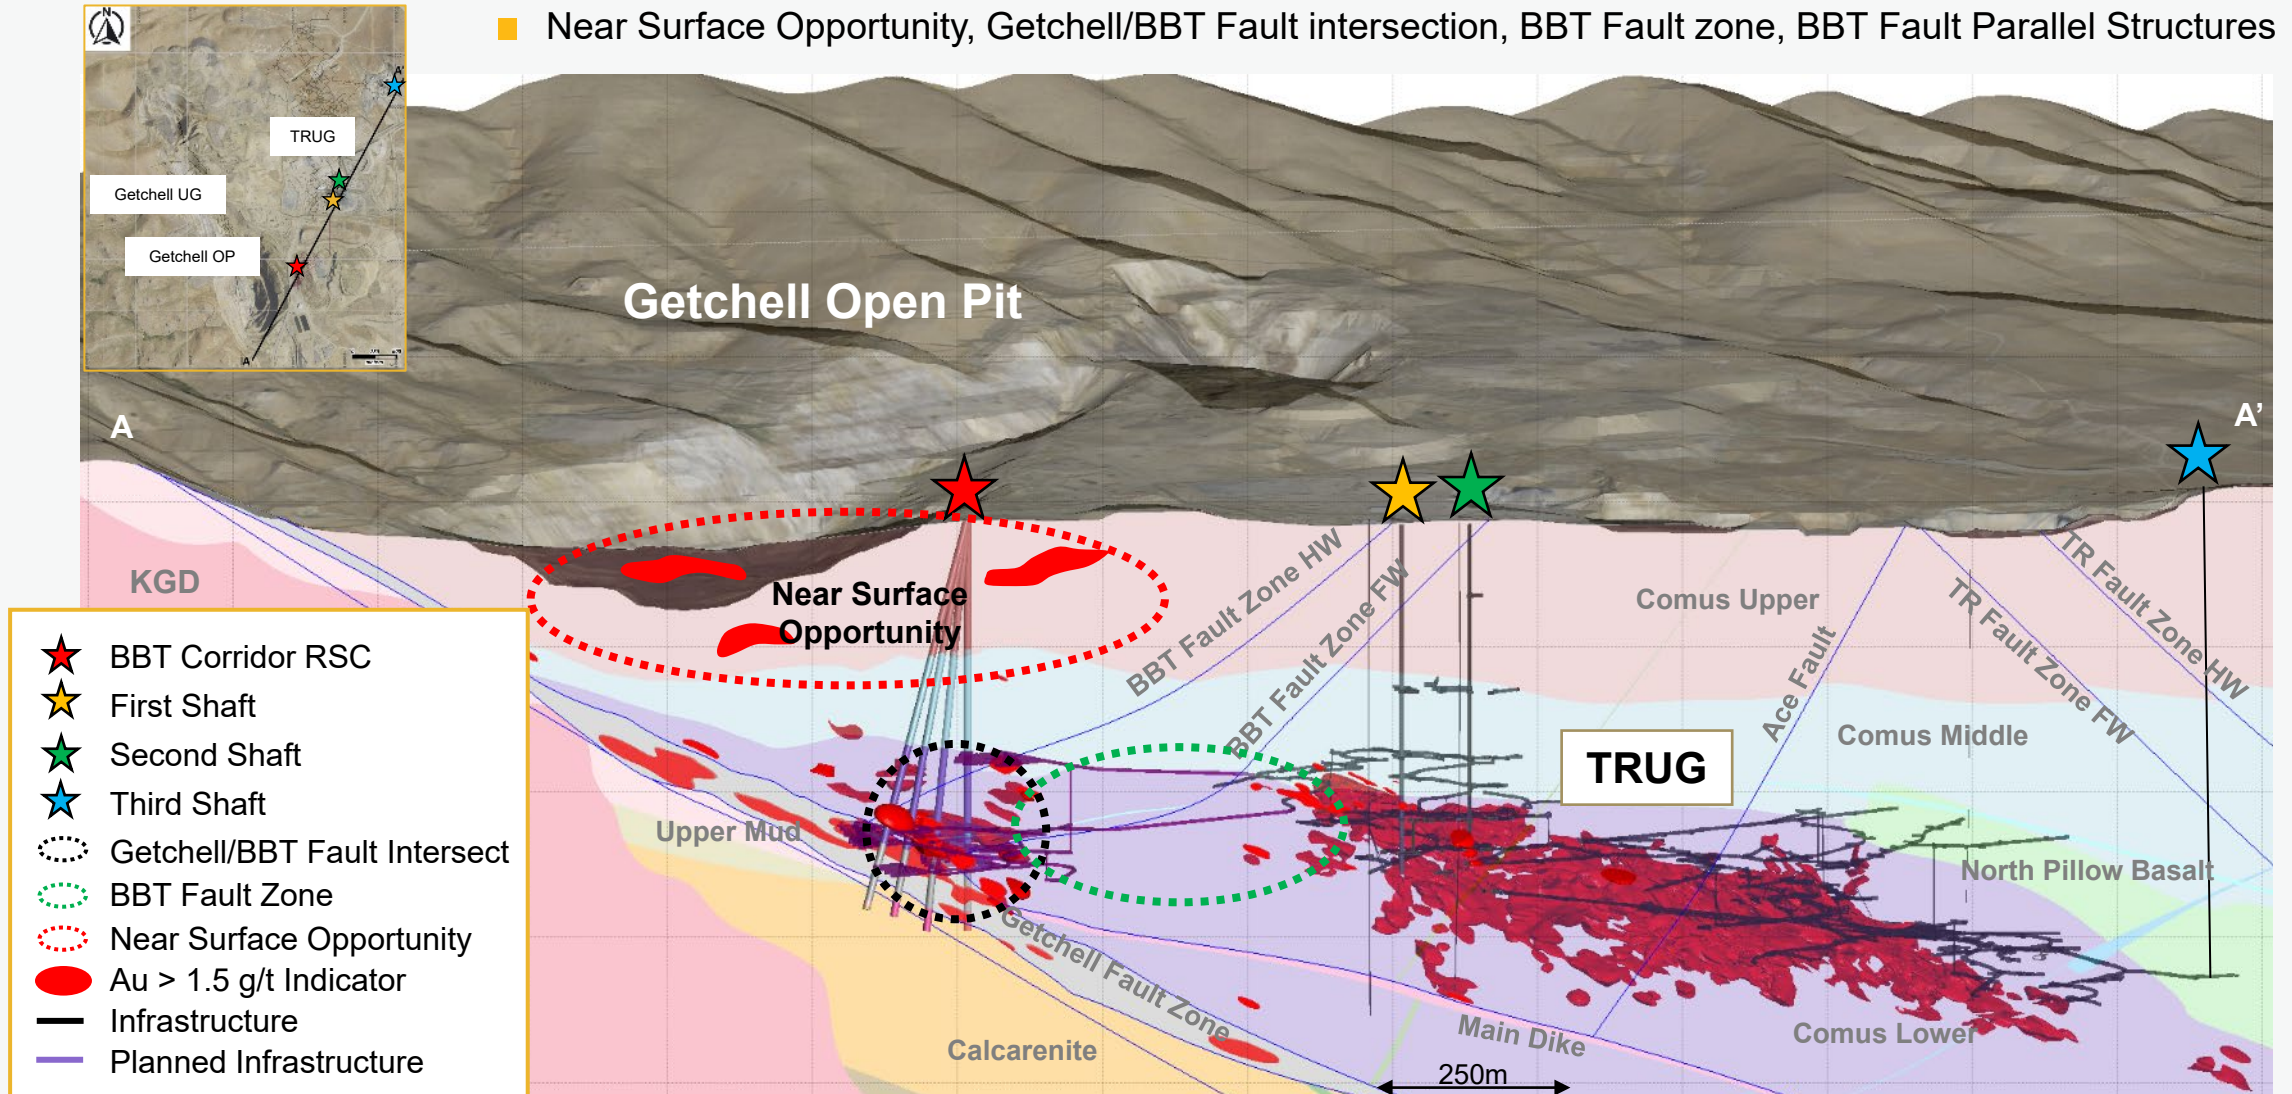 Near Surface Opportunity, Getchell/BBT Fault intersection, BBT Fault zone, BBT Fault Parallel Structures
N
A'
TRUG
Getchell UG
Getchell OP
A
Getchell Open Pit
A
A'
KGD
Near Surface
Opportunity
BBT Fault Zone HW
BBT Fault Zone FW
Comus Upper
Ace Fault
TR Fault Zone FW
TR Fault Zone HW
Comus Middle
TRUG
Upper Mud
North Pillow Basalt
Getchell Fault Zone
Calcarenite
Main Dike
Comus Lower
250m
BBT Corridor RSC
First Shaft
Second Shaft
Third Shaft
Getchell/BBT Fault Intersect
BBT Fault Zone
Near Surface Opportunity
Au > 1.5 g/t Indicator
Infrastructure
Planned Infrastructure